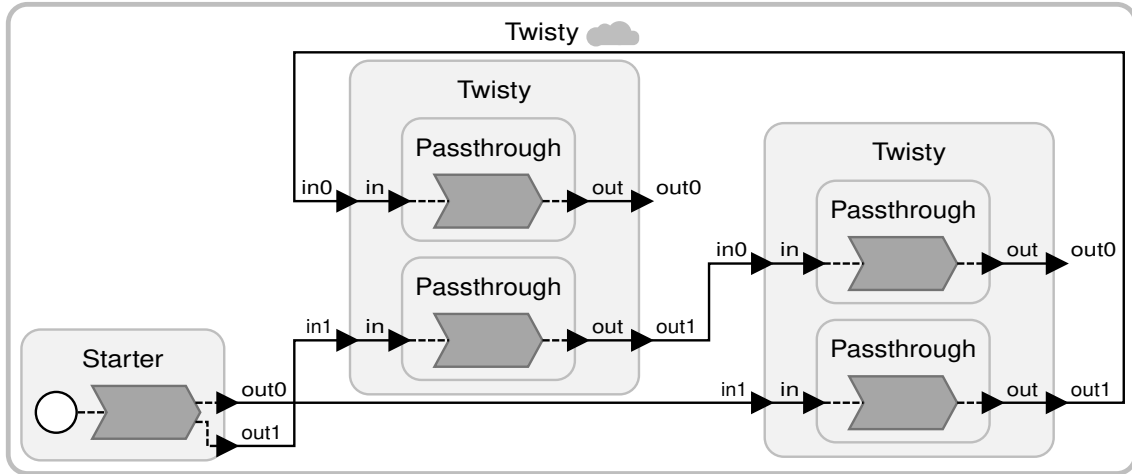 Twisty
Twisty
Passthrough
in0
in
out
out0
Passthrough
in1
in
out
out1
Twisty
Passthrough
in0
in
out
out0
Passthrough
in1
in
out
out1
Starter
out0
out1